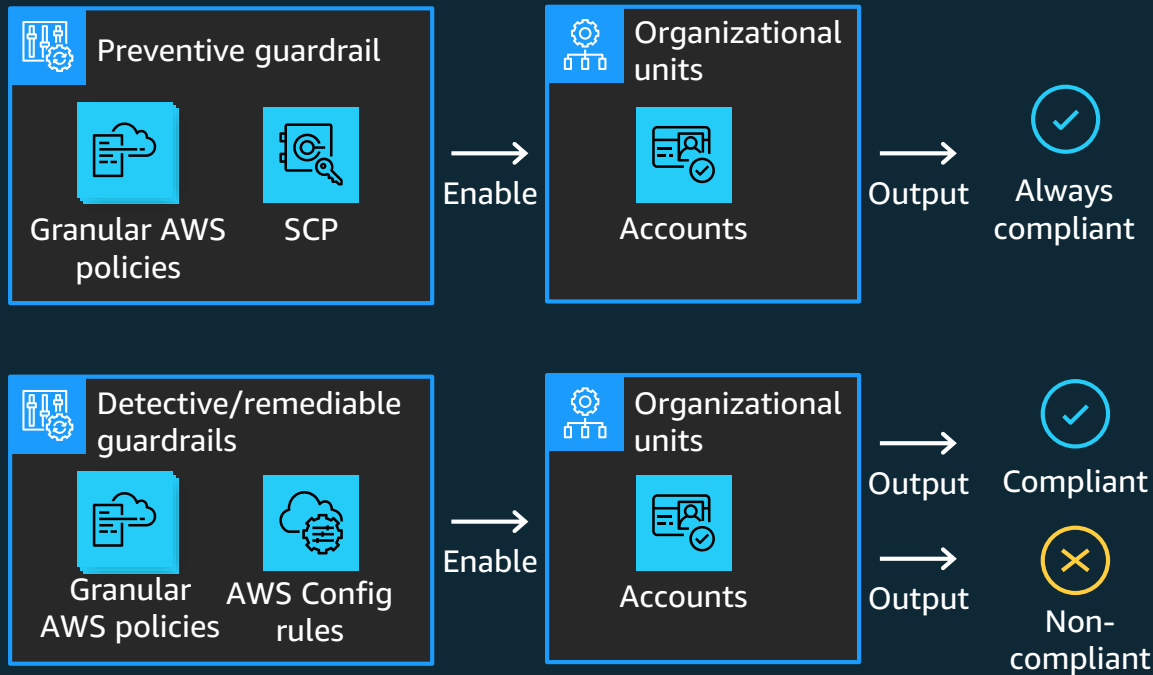 Preventive guardrail
Granular AWS
policies
SCP
Enable
Organizational
units
Accounts
Output
Always
compliant
Detective/remediable
guardrails
Granular
AWS policies
AWS Config
rules
Enable
Organizational
units
Accounts
Output
Compliant
Output
Non-
compliant